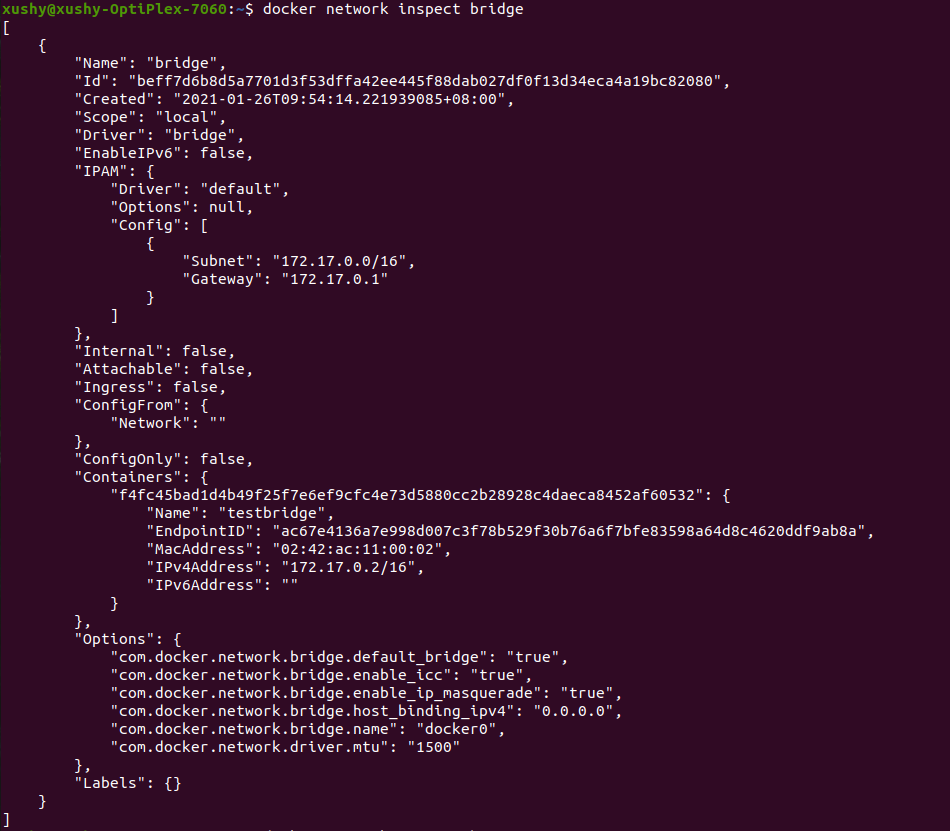 xushy@xushy-OptiPlex-7060:~$ docker network inspect bridge
[
    {
        "Name": "bridge",
        "Id": "beff7d6b8d5a7701d3f53dffa42ee445f88dab027df0f13d34eca4a19bc82080",
        "Created": "2021-01-26T09:54:14.221939085+08:00",
        "Scope": "local",
        "Driver": "bridge",
        "EnableIPv6": false,
        "IPAM": {
            "Driver": "default",
            "Options": null,
            "Config": [
                {
                    "Subnet": "172.17.0.0/16",
                    "Gateway": "172.17.0.1"
                }
            ]
        },
        "Internal": false,
        "Attachable": false,
        "Ingress": false,
        "ConfigFrom": {
            "Network": ""
        },
        "ConfigOnly": false,
        "Containers": {
            "f4fc45bad1d4b49f25f7e6ef9cfc4e73d5880cc2b28928c4daeca8452af60532": {
                "Name": "testbridge",
                "EndpointID": "ac67e4136a7e998d007c3f78b529f30b76a6f7bfe83598a64d8c4620ddf9ab8a",
                "MacAddress": "02:42:ac:11:00:02",
                "IPv4Address": "172.17.0.2/16",
                "IPv6Address": ""
            }
        },
        "Options": {
            "com.docker.network.bridge.default_bridge": "true",
            "com.docker.network.bridge.enable_icc": "true",
            "com.docker.network.bridge.enable_ip_masquerade": "true",
            "com.docker.network.bridge.host_binding_ipv4": "0.0.0.0",
            "com.docker.network.bridge.name": "docker0",
            "com.docker.network.driver.mtu": "1500"
        },
        "Labels": {}
    }
]